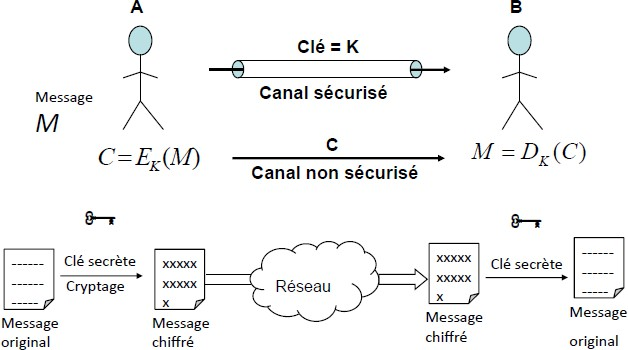 A
B
Clé = K
Canal sécurisé
Message
M
C = E_K(M)
C
Canal non sécurisé
M = D_K(C)
Clé secrète
Cryptage
xxxxx
xxxxx
x
Réseau
xxxxx
xxxxx
x
Clé secrète
Message
original
Message
chiffré
Message
chiffré
Message
original